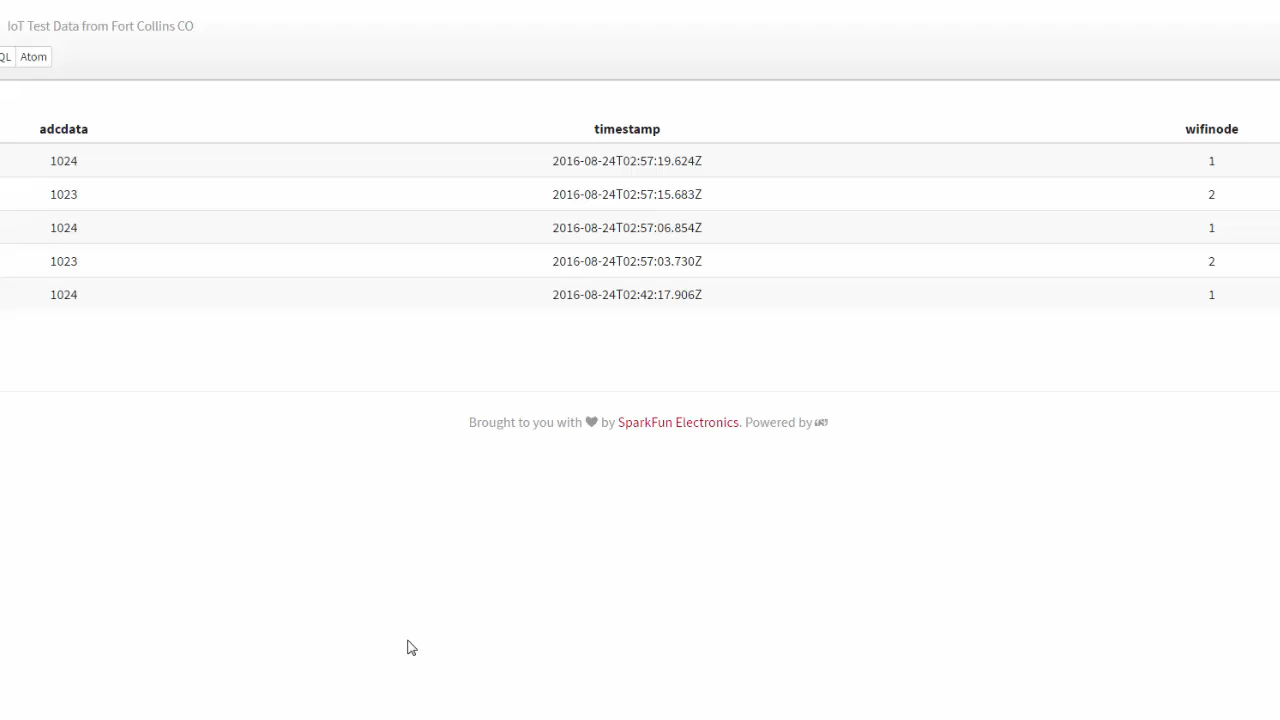 IoT Test Data from Fort Collins CO
QL Atom
adcdata timestamp wifinode
1024 2016-08-24T02:57:19.624Z 1
1023 2016-08-24T02:57:15.683Z 2
1024 2016-08-24T02:57:06.854Z 1
1023 2016-08-24T02:57:03.730Z 2
1024 2016-08-24T02:42:17.906Z 1
Brought to you with ♥ by SparkFun Electronics. Powered by